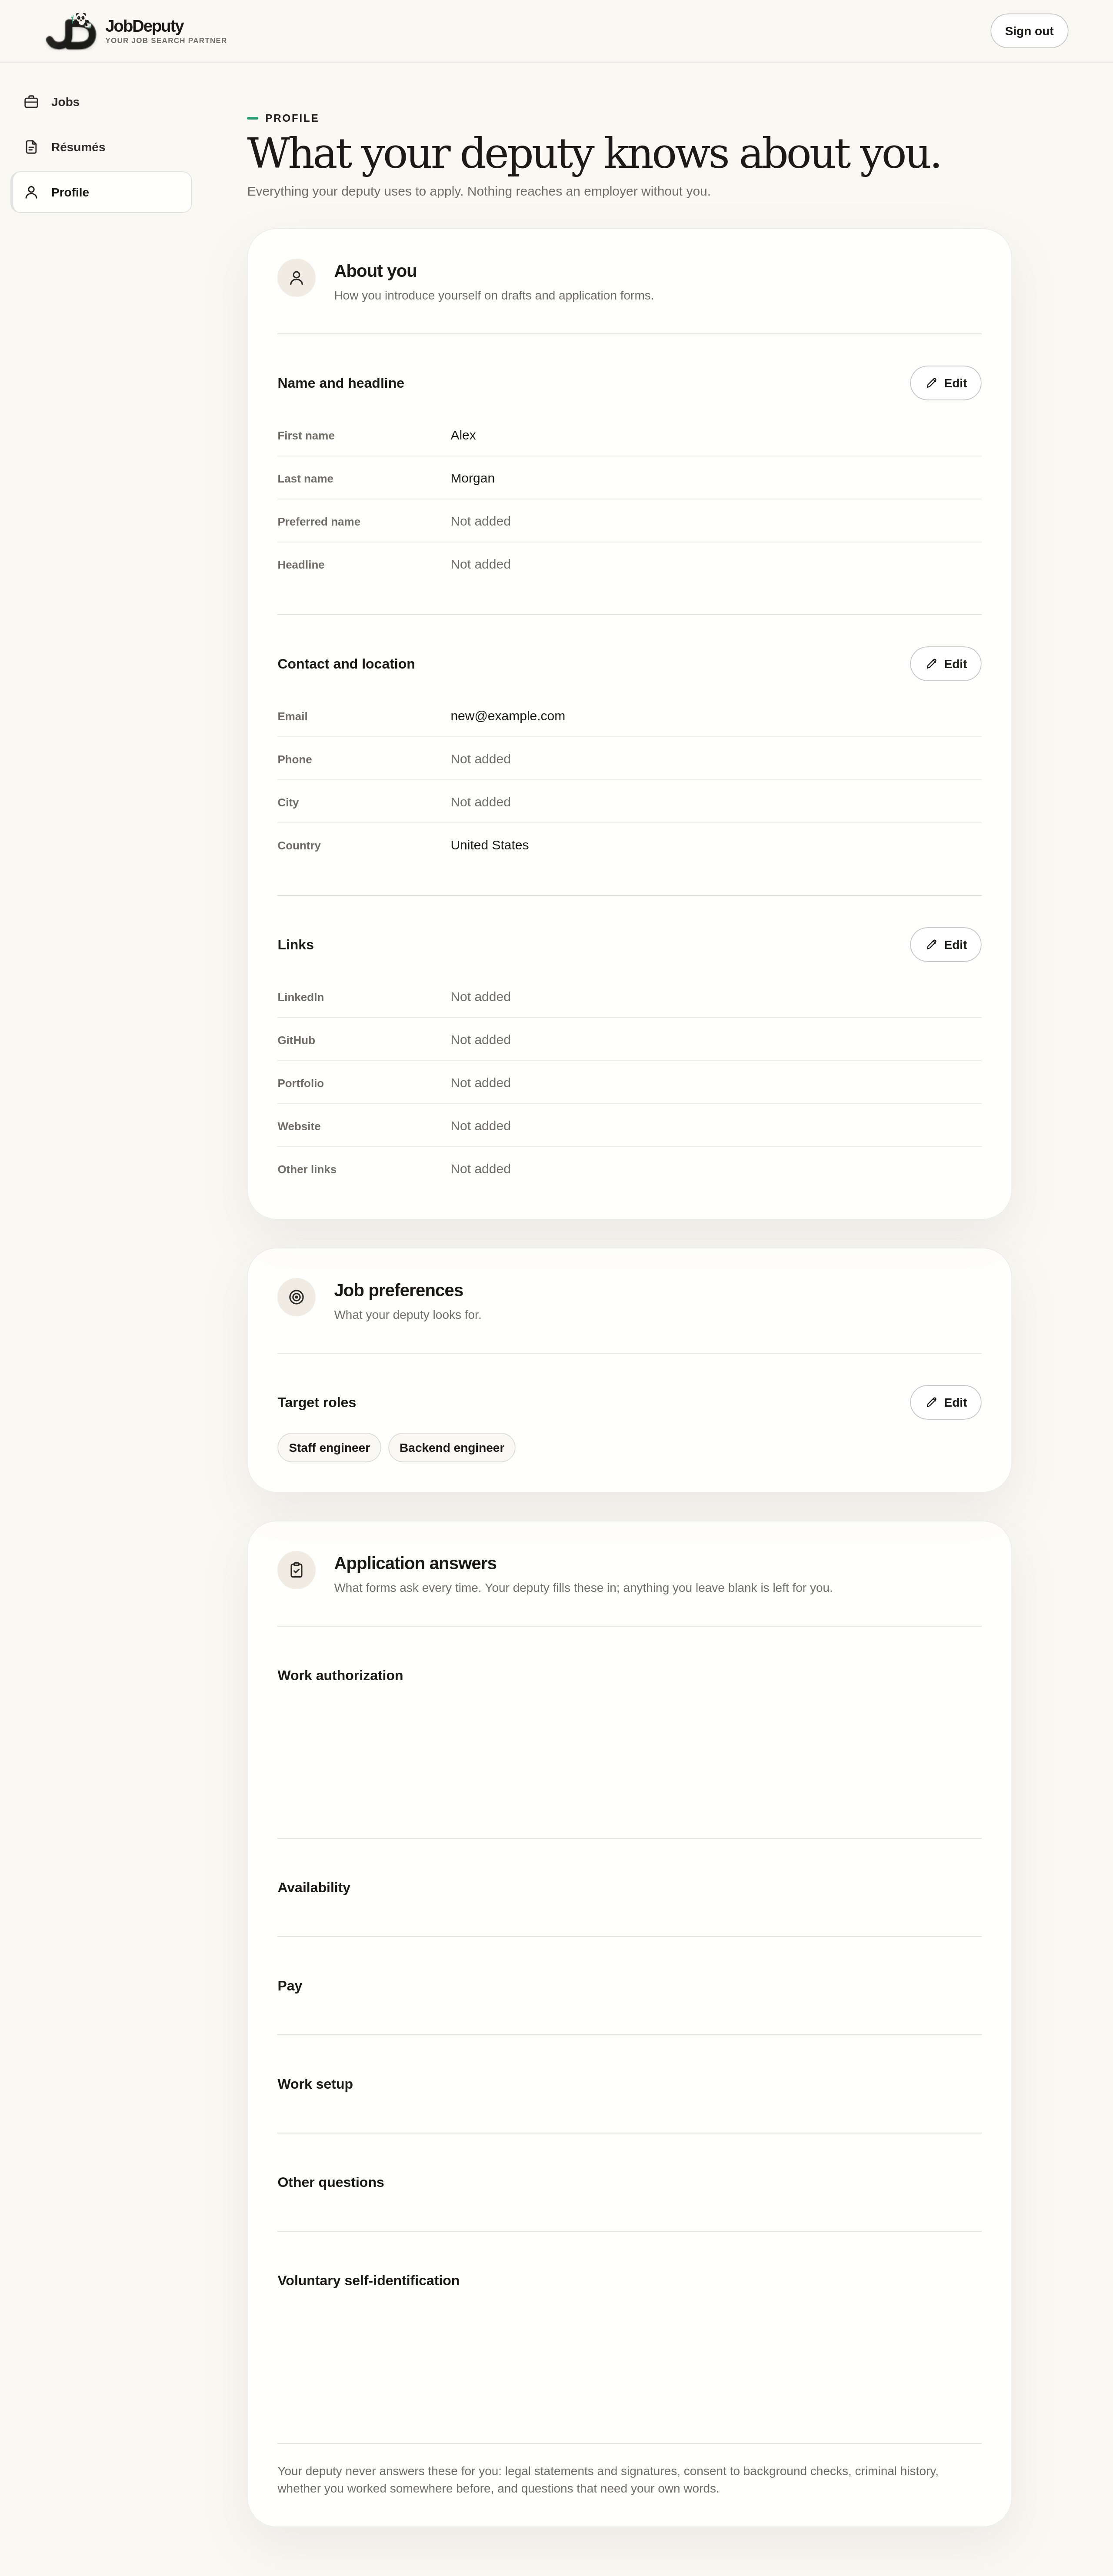 JobDeputy
YOUR JOB SEARCH PARTNER
Sign out
Jobs
Résumés
Profile
PROFILE
What your deputy knows about you.
Everything your deputy uses to apply. Nothing reaches an employer without you.
About you
How you introduce yourself on drafts and application forms.
Name and headline
Edit
First name
Alex
Last name
Morgan
Preferred name
Not added
Headline
Not added
Contact and location
Edit
Email
new@example.com
Phone
Not added
City
Not added
Country
United States
Links
Edit
LinkedIn
Not added
GitHub
Not added
Portfolio
Not added
Website
Not added
Other links
Not added
Job preferences
What your deputy looks for.
Target roles
Edit
Staff engineer
Backend engineer
Application answers
What forms ask every time. Your deputy fills these in; anything you leave blank is left for you.
Work authorization
Availability
Pay
Work setup
Other questions
Voluntary self-identification
Your deputy never answers these for you: legal statements and signatures, consent to background checks, criminal history,
whether you worked somewhere before, and questions that need your own words.